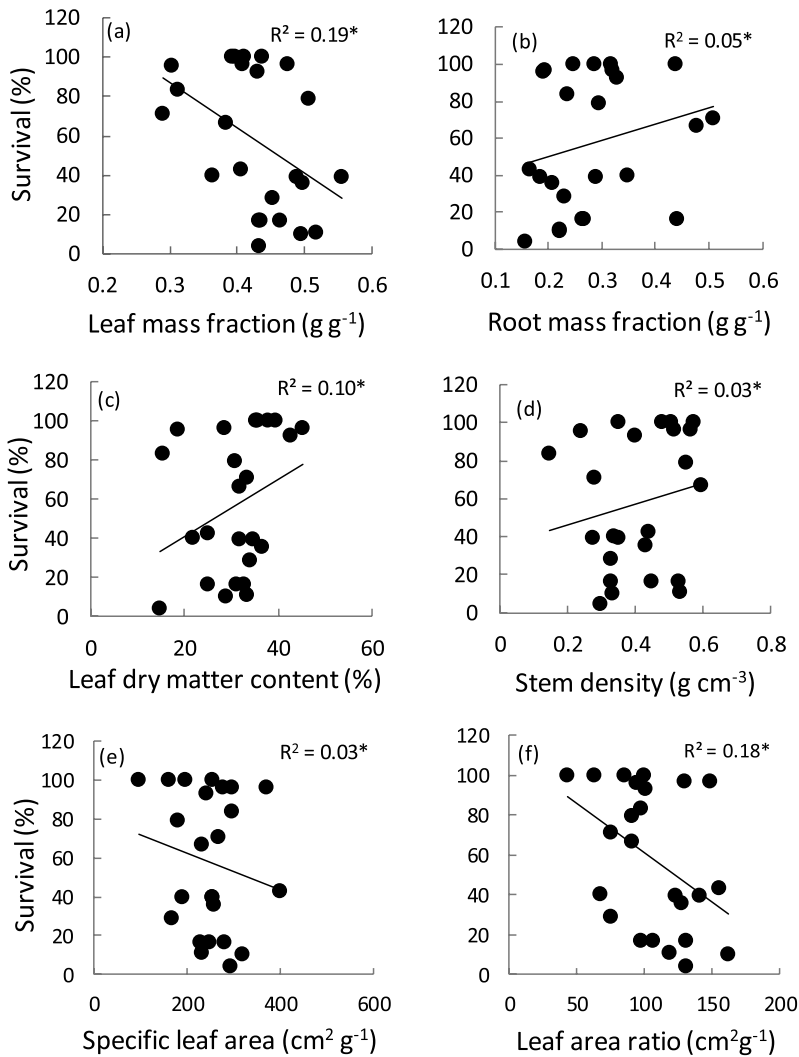 (a)
R² = 0.19*
Survival (%)
120
100
80
60
40
20
0
0.2 0.3 0.4 0.5 0.6
Leaf mass fraction (g g⁻¹)
(b)
R² = 0.05*
120
100
80
60
40
20
0
0.1 0.2 0.3 0.4 0.5 0.6
Root mass fraction (g g⁻¹)
(c)
R² = 0.10*
Survival (%)
120
100
80
60
40
20
0
0 20 40 60
Leaf dry matter content (%)
(d)
R² = 0.03*
120
100
80
60
40
20
0
0 0.2 0.4 0.6 0.8
Stem density (g cm⁻³)
(e)
R² = 0.03*
Survival (%)
120
100
80
60
40
20
0
0 200 400 600
Specific leaf area (cm² g⁻¹)
(f)
R² = 0.18*
120
100
80
60
40
20
0
0 50 100 150 200
Leaf area ratio (cm²g⁻¹)